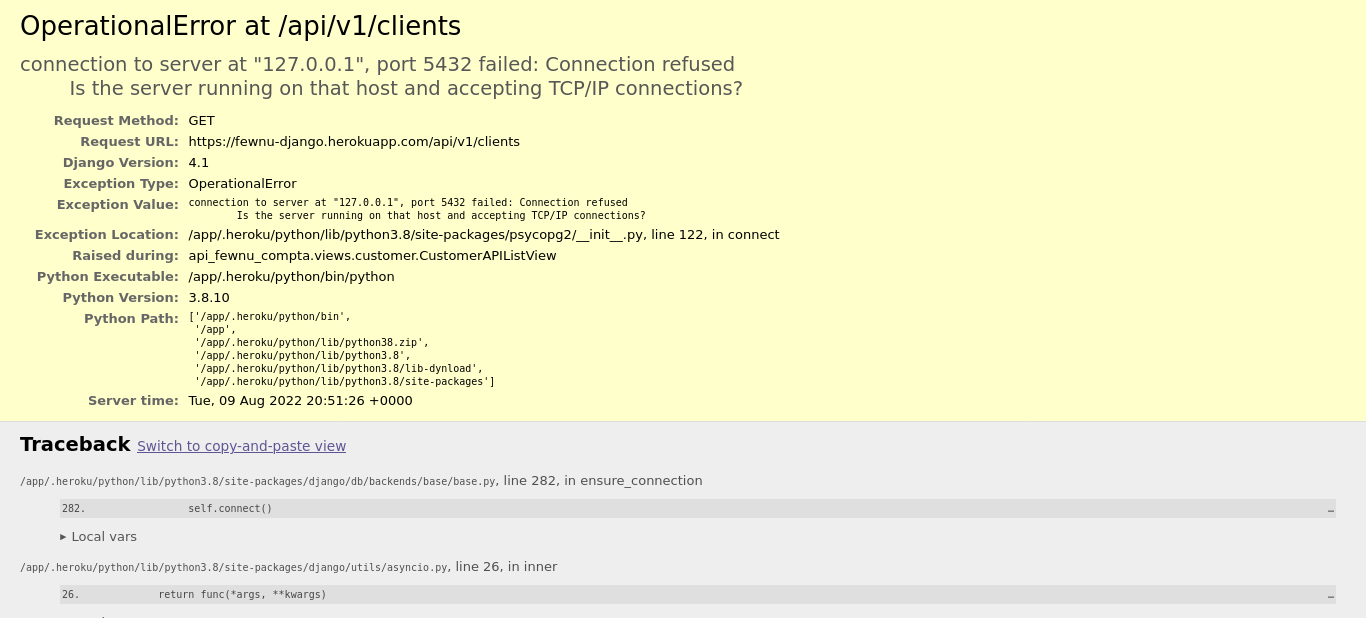 OperationalError at /api/v1/clients
connection to server at "127.0.0.1", port 5432 failed: Connection refused
Is the server running on that host and accepting TCP/IP connections?
Request Method: GET
Request URL: https://fewnu-django.herokuapp.com/api/v1/clients
Django Version: 4.1
Exception Type: OperationalError
Exception Value: connection to server at "127.0.0.1", port 5432 failed: Connection refused
Is the server running on that host and accepting TCP/IP connections?
Exception Location: /app/.heroku/python/lib/python3.8/site-packages/psycopg2/__init__.py, line 122, in connect
Raised during: api_fewnu_compta.views.customer.CustomerAPIListView
Python Executable: /app/.heroku/python/bin/python
Python Version: 3.8.10
Python Path: ['/app/.heroku/python/bin',
'/app',
'/app/.heroku/python/lib/python38.zip',
'/app/.heroku/python/lib/python3.8',
'/app/.heroku/python/lib/python3.8/lib-dynload',
'/app/.heroku/python/lib/python3.8/site-packages']
Server time: Tue, 09 Aug 2022 20:51:26 +0000
Traceback Switch to copy-and-paste view
/app/.heroku/python/lib/python3.8/site-packages/django/db/backends/base/base.py, line 282, in ensure_connection
282. self.connect() …
▸ Local vars
/app/.heroku/python/lib/python3.8/site-packages/django/utils/asyncio.py, line 26, in inner
26. return func(*args, **kwargs) …